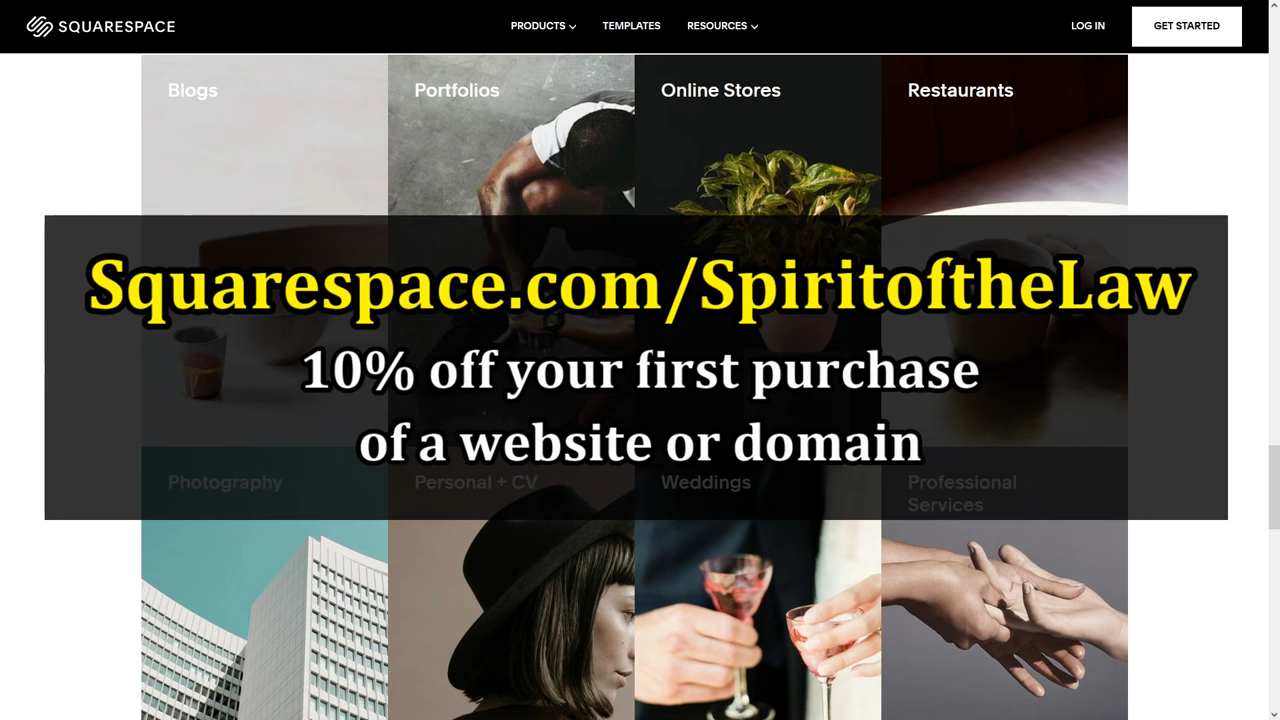 SQUARESPACE
PRODUCTS TEMPLATES RESOURCES LOG IN GET STARTED
Blogs Portfolios Online Stores Restaurants
Squarespace.com/SpiritoftheLaw
10% off your first purchase
of a website or domain
Photography Personal + CV Weddings Professional
Services